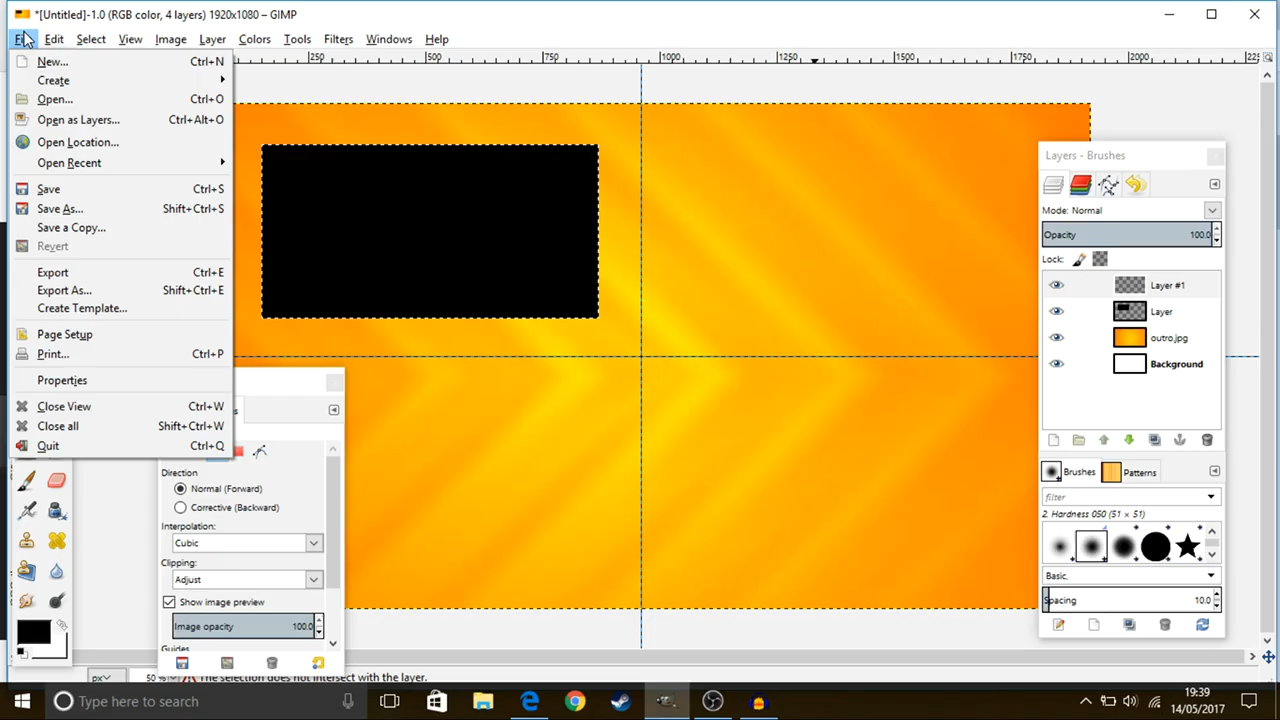 *[Untitled]-1.0 (RGB color, 4 layers) 1920x1080 – GIMP
Edit Select View Image Layer Colors Tools Filters Windows Help
250 500 750 1000 1250 1500 1750 2000
New... Ctrl+N
Create
Open... Ctrl+O
Open as Layers... Ctrl+Alt+O
Open Location...
Open Recent
Save Ctrl+S
Save As... Shift+Ctrl+S
Save a Copy...
Revert
Export Ctrl+E
Export As... Shift+Ctrl+E
Create Template...
Page Setup
Print... Ctrl+P
Properties
Close View Ctrl+W
Close all Shift+Ctrl+W
Quit Ctrl+Q
Direction
Normal (Forward)
Corrective (Backward)
Interpolation:
Cubic
Clipping:
Adjust
Show image preview
Image opacity 100.0
Guides
Layers - Brushes
Mode: Normal
Opacity 100.0
Lock:
Layer #1
Layer
outro.jpg
Background
Brushes Patterns
filter
2. Hardness 050 (51 × 51)
Basic,
Spacing 10.0
px 50 % The selection does not intersect with the layer.
Type here to search
19:39
14/05/2017